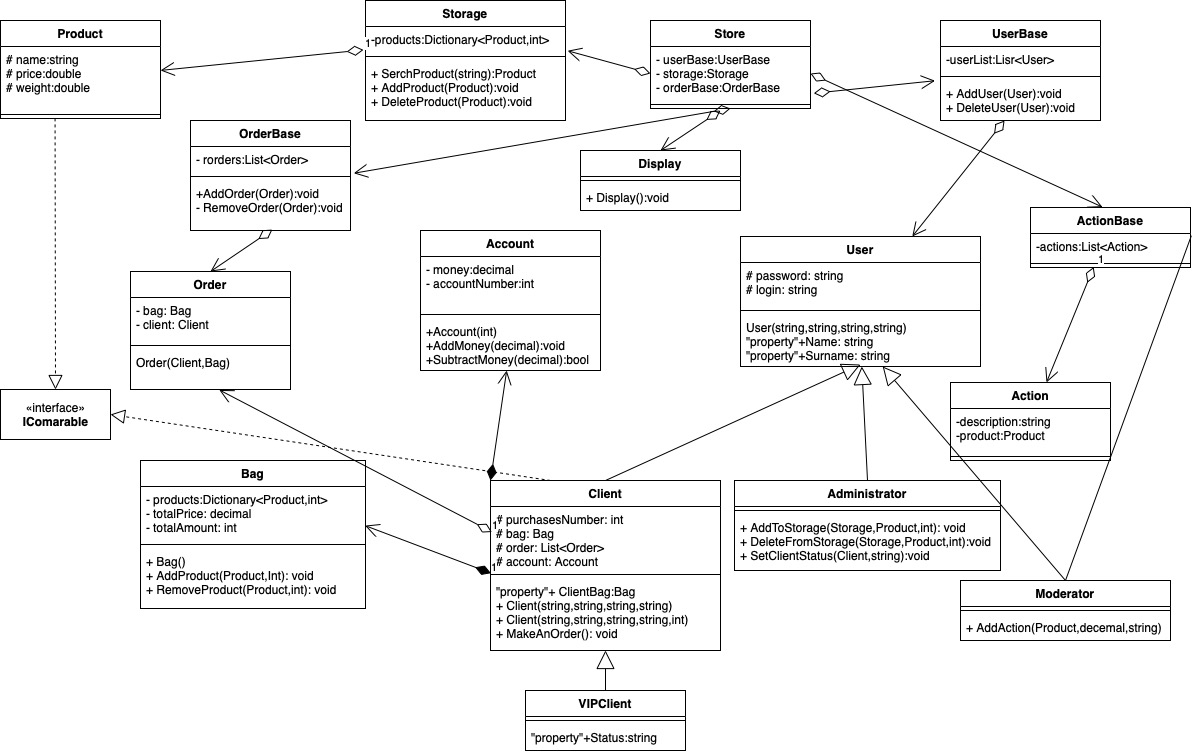 Product
# name:string
# price:double
# weight:double
Storage
-products:Dictionary<Product,int>
1
+ SerchProduct(string):Product
+ AddProduct(Product):void
+ DeleteProduct(Product):void
Store
- userBase:UserBase
- storage:Storage
- orderBase:OrderBase
UserBase
-userList:Lisr<User>
+ AddUser(User):void
+ DeleteUser(User):void
OrderBase
- rorders:List<Order>
+AddOrder(Order):void
- RemoveOrder(Order):void
Display
+ Display():void
ActionBase
-actions:List<Action>
1
Account
- money:decimal
- accountNumber:int
+Account(int)
+AddMoney(decimal):void
+SubtractMoney(decimal):bool
User
# password: string
# login: string
User(string,string,string,string)
"property"+Name: string
"property"+Surname: string
Order
- bag: Bag
- client: Client
Order(Client,Bag)
Action
-description:string
-product:Product
«interface»
IComarable
Bag
- products:Dictionary<Product,int>
- totalPrice: decimal
- totalAmount: int
+ Bag()
+ AddProduct(Product,Int): void
+ RemoveProduct(Product,int): void
Client
# purchasesNumber: int
1
# bag: Bag
# order: List<Order>
# account: Account
1
"property"+ ClientBag:Bag
+ Client(string,string,string,string)
+ Client(string,string,string,string,int)
+ MakeAnOrder(): void
Administrator
+ AddToStorage(Storage,Product,int): void
+ DeleteFromStorage(Storage,Product,int):void
+ SetClientStatus(Client,string):void
Moderator
+ AddAction(Product,decemal,string)
VIPClient
"property"+Status:string